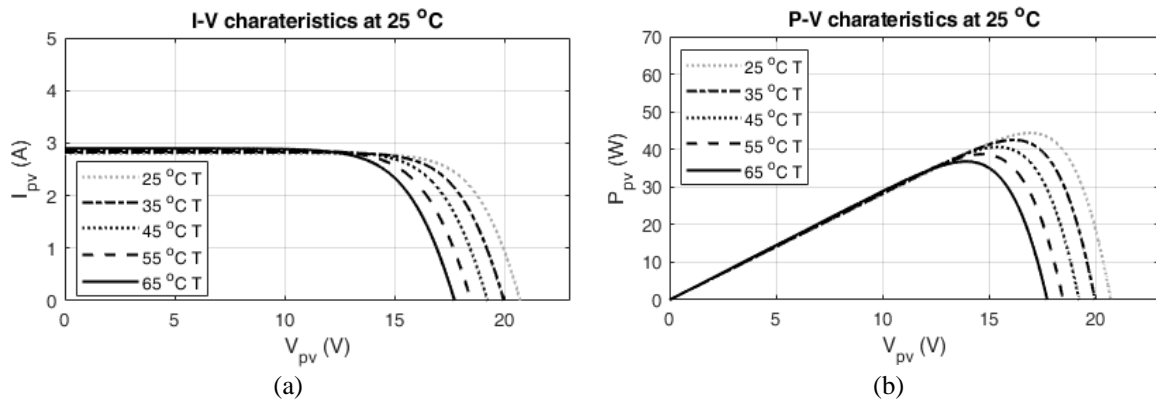 I-V charateristics at 25 °C
5
4
3
2
1
0
I_pv (A)
25 °C T
35 °C T
45 °C T
55 °C T
65 °C T
0 5 10 15 20
V_pv (V)
(a)
P-V charateristics at 25 °C
70
60
50
40
30
20
10
0
P_pv (W)
25 °C T
35 °C T
45 °C T
55 °C T
65 °C T
0 5 10 15 20
V_pv (V)
(b)